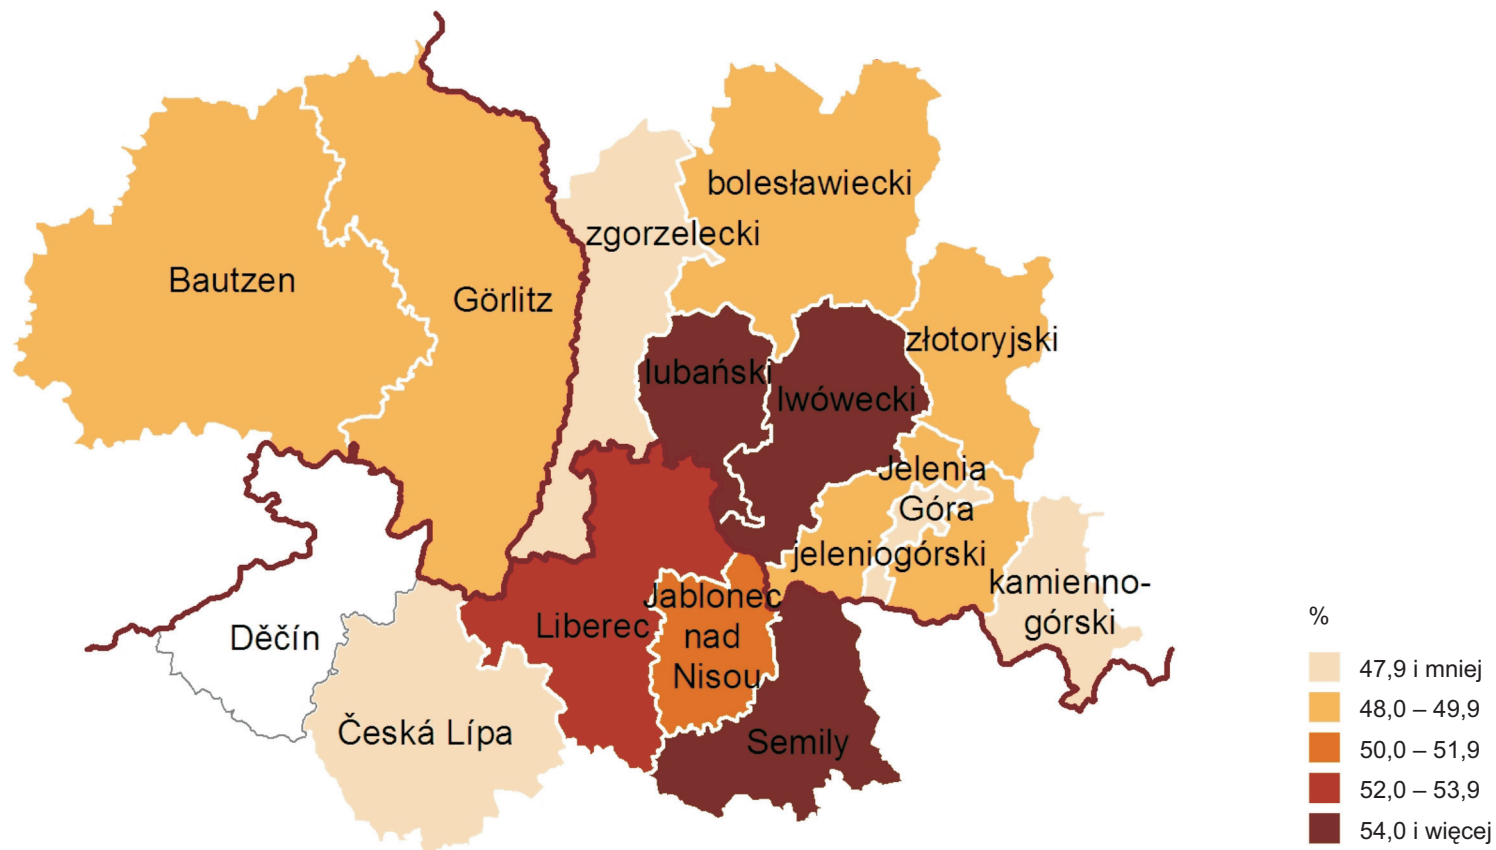 bolesławiecki
zgorzelecki
Bautzen
Görlitz
złotoryjski
lubański
lwówecki
Jelenia
Góra
jeleniogórski
kamienno-
górski
Jablonec
nad
Nisou
Liberec
Děčín
Česká Lípa
Semily
%
47,9 i mniej
48,0 – 49,9
50,0 – 51,9
52,0 – 53,9
54,0 i więcej